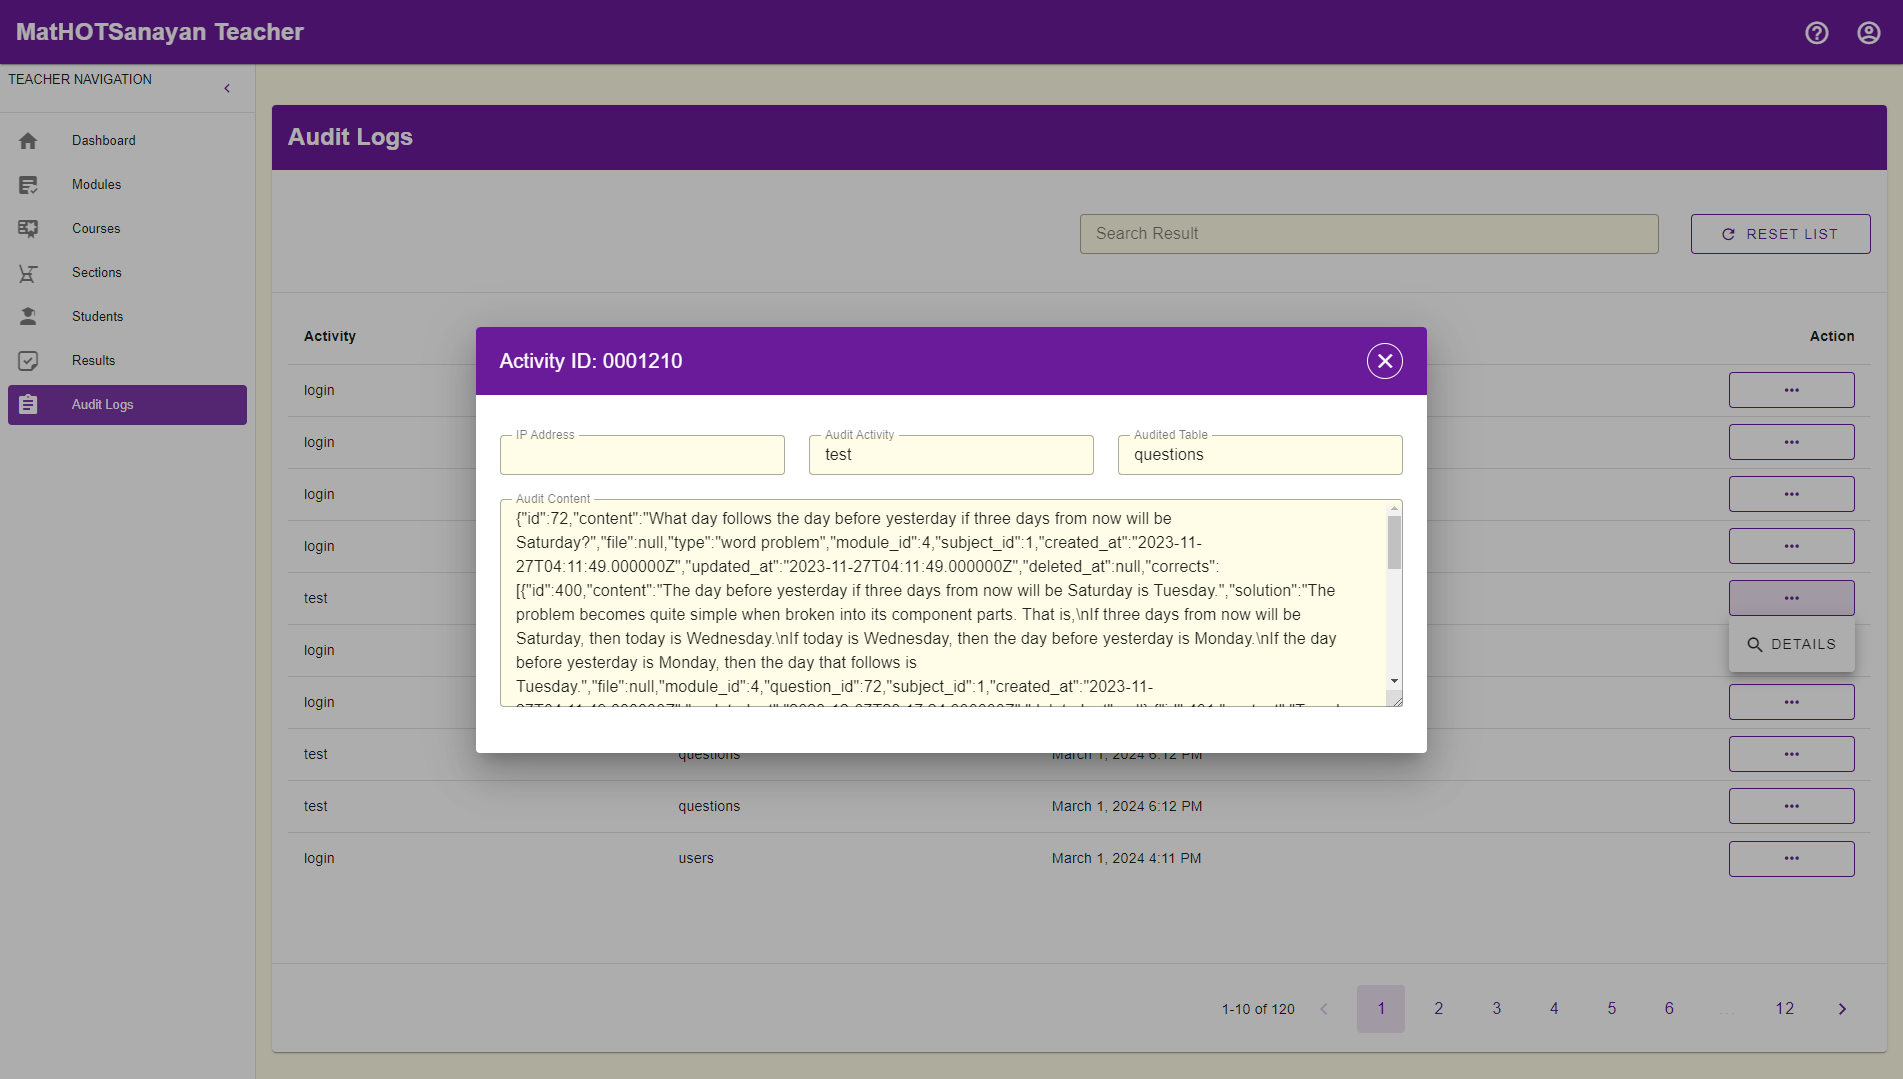 MatHOTSanayan Teacher
TEACHER NAVIGATION
Dashboard
Modules
Courses
Sections
Students
Results
Audit Logs
Audit Logs
Search Result
RESET LIST
Activity
Action
login
login
login
login
test
DETAILS
login
login
test questions March 1, 2024 6:12 PM
test questions March 1, 2024 6:12 PM
login users March 1, 2024 4:11 PM
1-10 of 120
1 2 3 4 5 6 ... 12
Activity ID: 0001210
IP Address
Audit Activity
test
Audited Table
questions
Audit Content
{"id":72,"content":"What day follows the day before yesterday if three days from now will be
Saturday?","file":null,"type":"word problem","module_id":4,"subject_id":1,"created_at":"2023-11-
27T04:11:49.000000Z","updated_at":"2023-11-27T04:11:49.000000Z","deleted_at":null,"corrects":
[{"id":400,"content":"The day before yesterday if three days from now will be Saturday is Tuesday.","solution":"The
problem becomes quite simple when broken into its component parts. That is,\nIf three days from now will be
Saturday, then today is Wednesday.\nIf today is Wednesday, then the day before yesterday is Monday.\nIf the day
before yesterday is Monday, then the day that follows is
Tuesday.","file":null,"module_id":4,"question_id":72,"subject_id":1,"created_at":"2023-11-